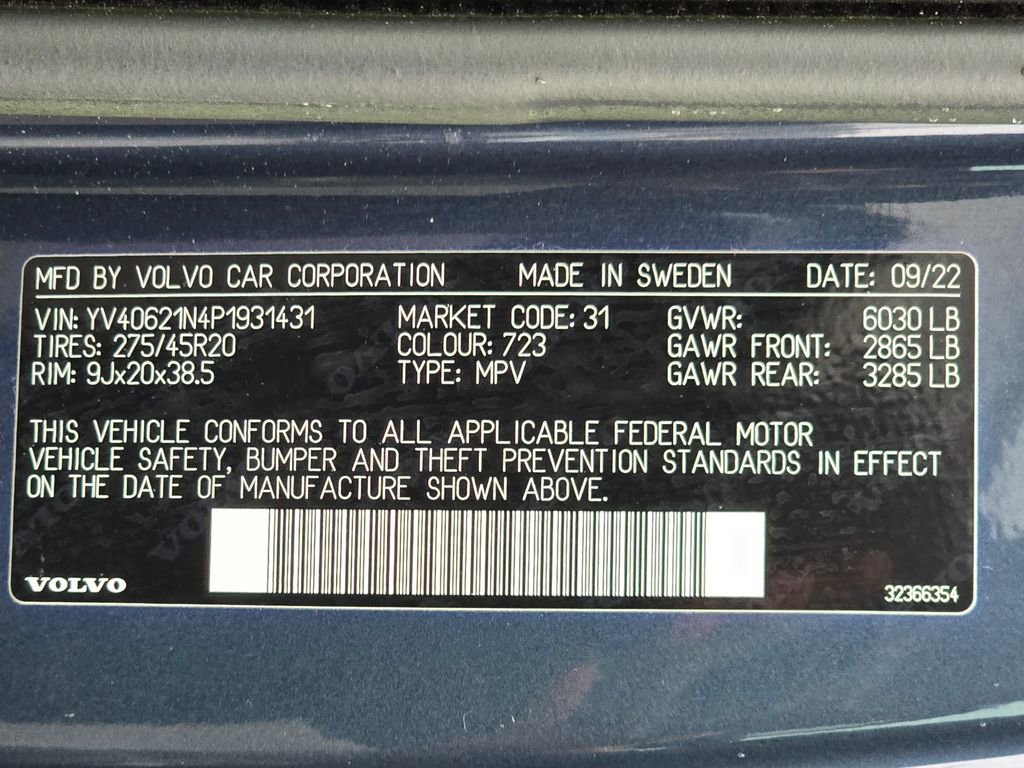 MFD BY VOLVO CAR CORPORATION MADE IN SWEDEN DATE: 09/22
VIN: YV40621N4P1931431 MARKET CODE: 31 GVWR: 6030 LB
TIRES: 275/45R20 COLOUR: 723 GAWR FRONT: 2865 LB
RIM: 9Jx20x38.5 TYPE: MPV GAWR REAR: 3285 LB
THIS VEHICLE CONFORMS TO ALL APPLICABLE FEDERAL MOTOR
VEHICLE SAFETY, BUMPER AND THEFT PREVENTION STANDARDS IN EFFECT
ON THE DATE OF MANUFACTURE SHOWN ABOVE.
VOLVO 32366354